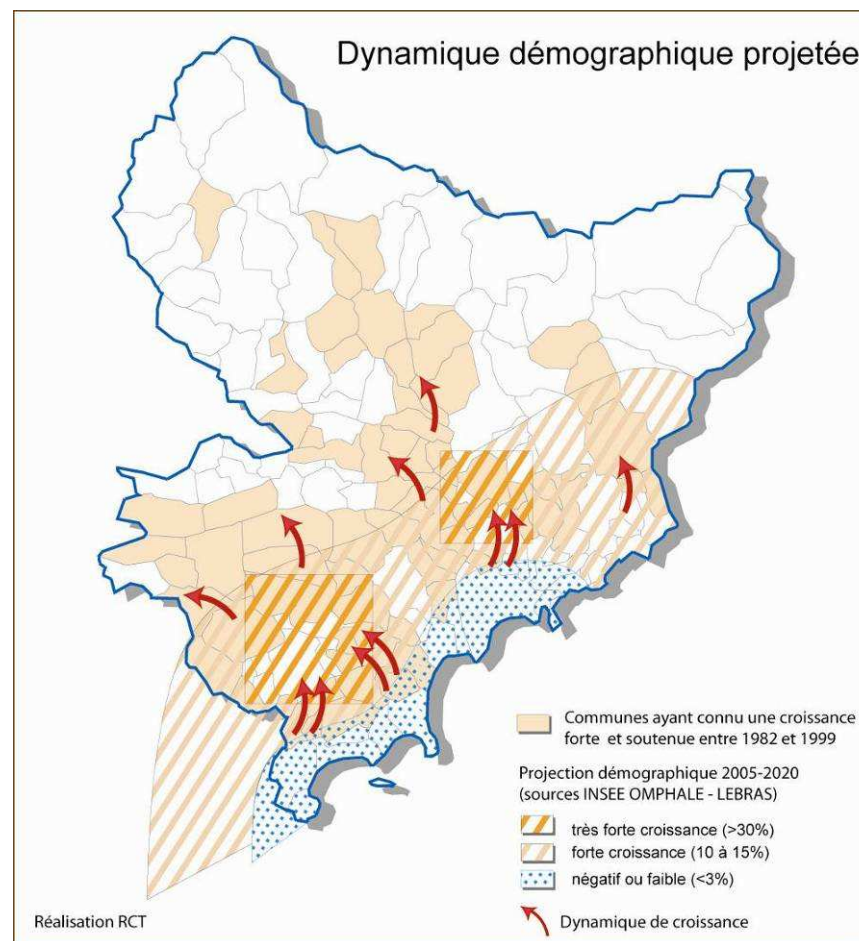 Dynamique démographique projetée
Communes ayant connu une croissance
forte et soutenue entre 1982 et 1999
Projection démographique 2005-2020
(sources INSEE OMPHALE - LEBRAS)
très forte croissance (>30%)
forte croissance (10 à 15%)
négatif ou faible (<3%)
Dynamique de croissance
Réalisation RCT